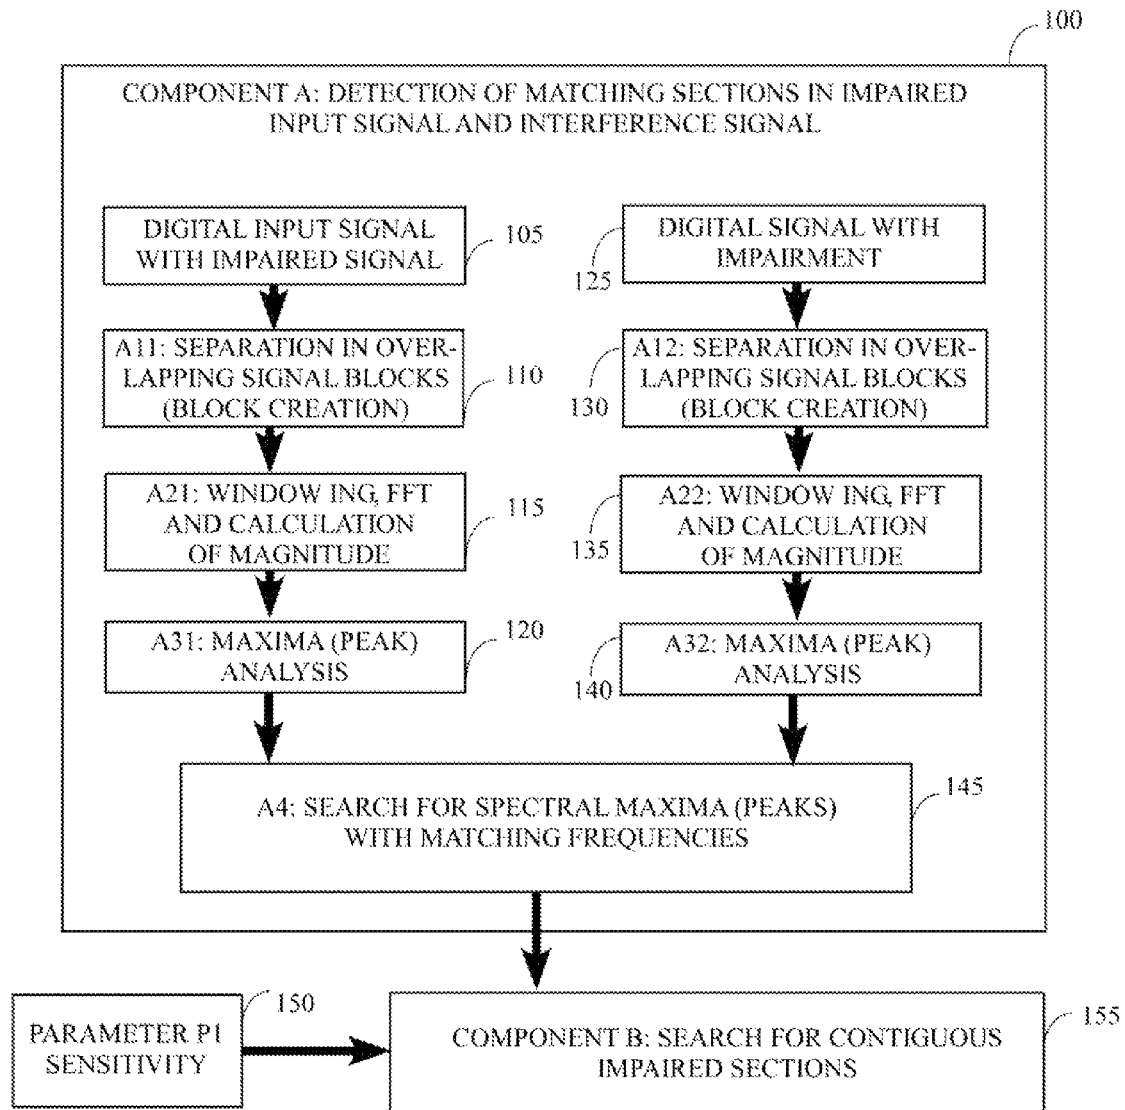 100
COMPONENT A: DETECTION OF MATCHING SECTIONS IN IMPAIRED
INPUT SIGNAL AND INTERFERENCE SIGNAL
DIGITAL INPUT SIGNAL
WITH IMPAIRED SIGNAL
105
DIGITAL SIGNAL WITH
IMPAIRMENT
125
A11: SEPARATION IN OVER-
LAPPING SIGNAL BLOCKS
(BLOCK CREATION)
110
A12: SEPARATION IN OVER-
LAPPING SIGNAL BLOCKS
(BLOCK CREATION)
130
A21: WINDOW ING, FFT
AND CALCULATION
OF MAGNITUDE
115
A22: WINDOW ING, FFT
AND CALCULATION
OF MAGNITUDE
135
A31: MAXIMA (PEAK)
ANALYSIS
120
A32: MAXIMA (PEAK)
ANALYSIS
140
A4: SEARCH FOR SPECTRAL MAXIMA (PEAKS)
WITH MATCHING FREQUENCIES
145
PARAMETER P1
SENSITIVITY
150
COMPONENT B: SEARCH FOR CONTIGUOUS
IMPAIRED SECTIONS
155